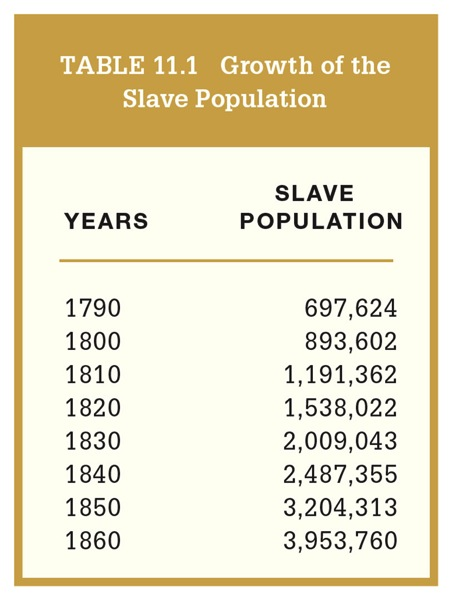 TABLE 11.1 Growth of the
Slave Population
YEARS SLAVE POPULATION
1790 697,624
1800 893,602
1810 1,191,362
1820 1,538,022
1830 2,009,043
1840 2,487,355
1850 3,204,313
1860 3,953,760